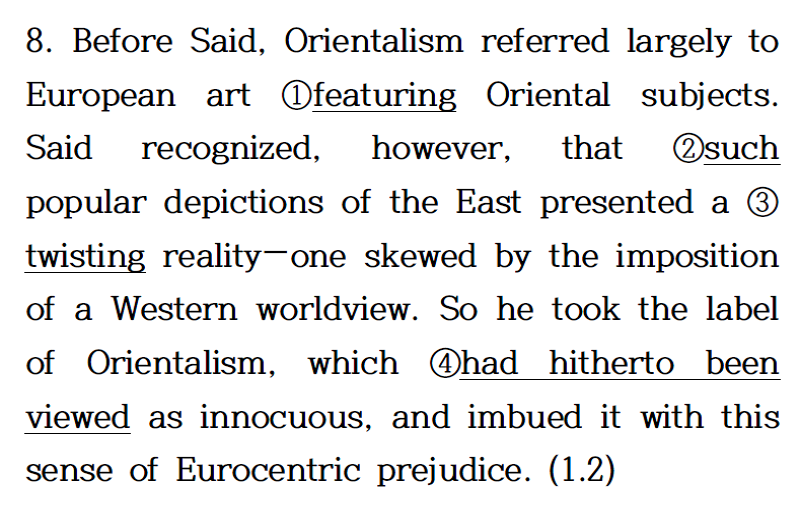 8. Before Said, Orientalism referred largely to
European art ①featuring Oriental subjects.
Said recognized, however, that ②such
popular depictions of the East presented a ③
twisting reality—one skewed by the imposition
of a Western worldview. So he took the label
of Orientalism, which ④had hitherto been
viewed as innocuous, and imbued it with this
sense of Eurocentric prejudice. (1.2)